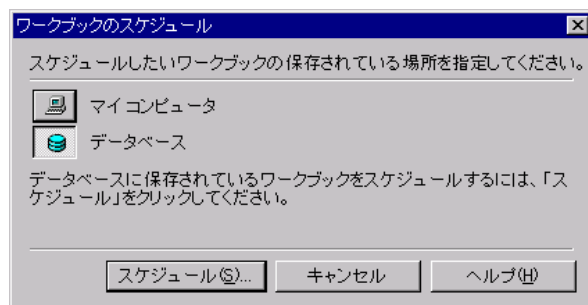 ワークブックのスケジュール
スケジュールしたいワークブックの保存されている場所を指定してください。
マイコンピュータ
データベース
データベースに保存されているワークブックをスケジュールするには、「ス
ケジュール」をクリックしてください。
スケジュール(S)... キャンセル ヘルプ(H)